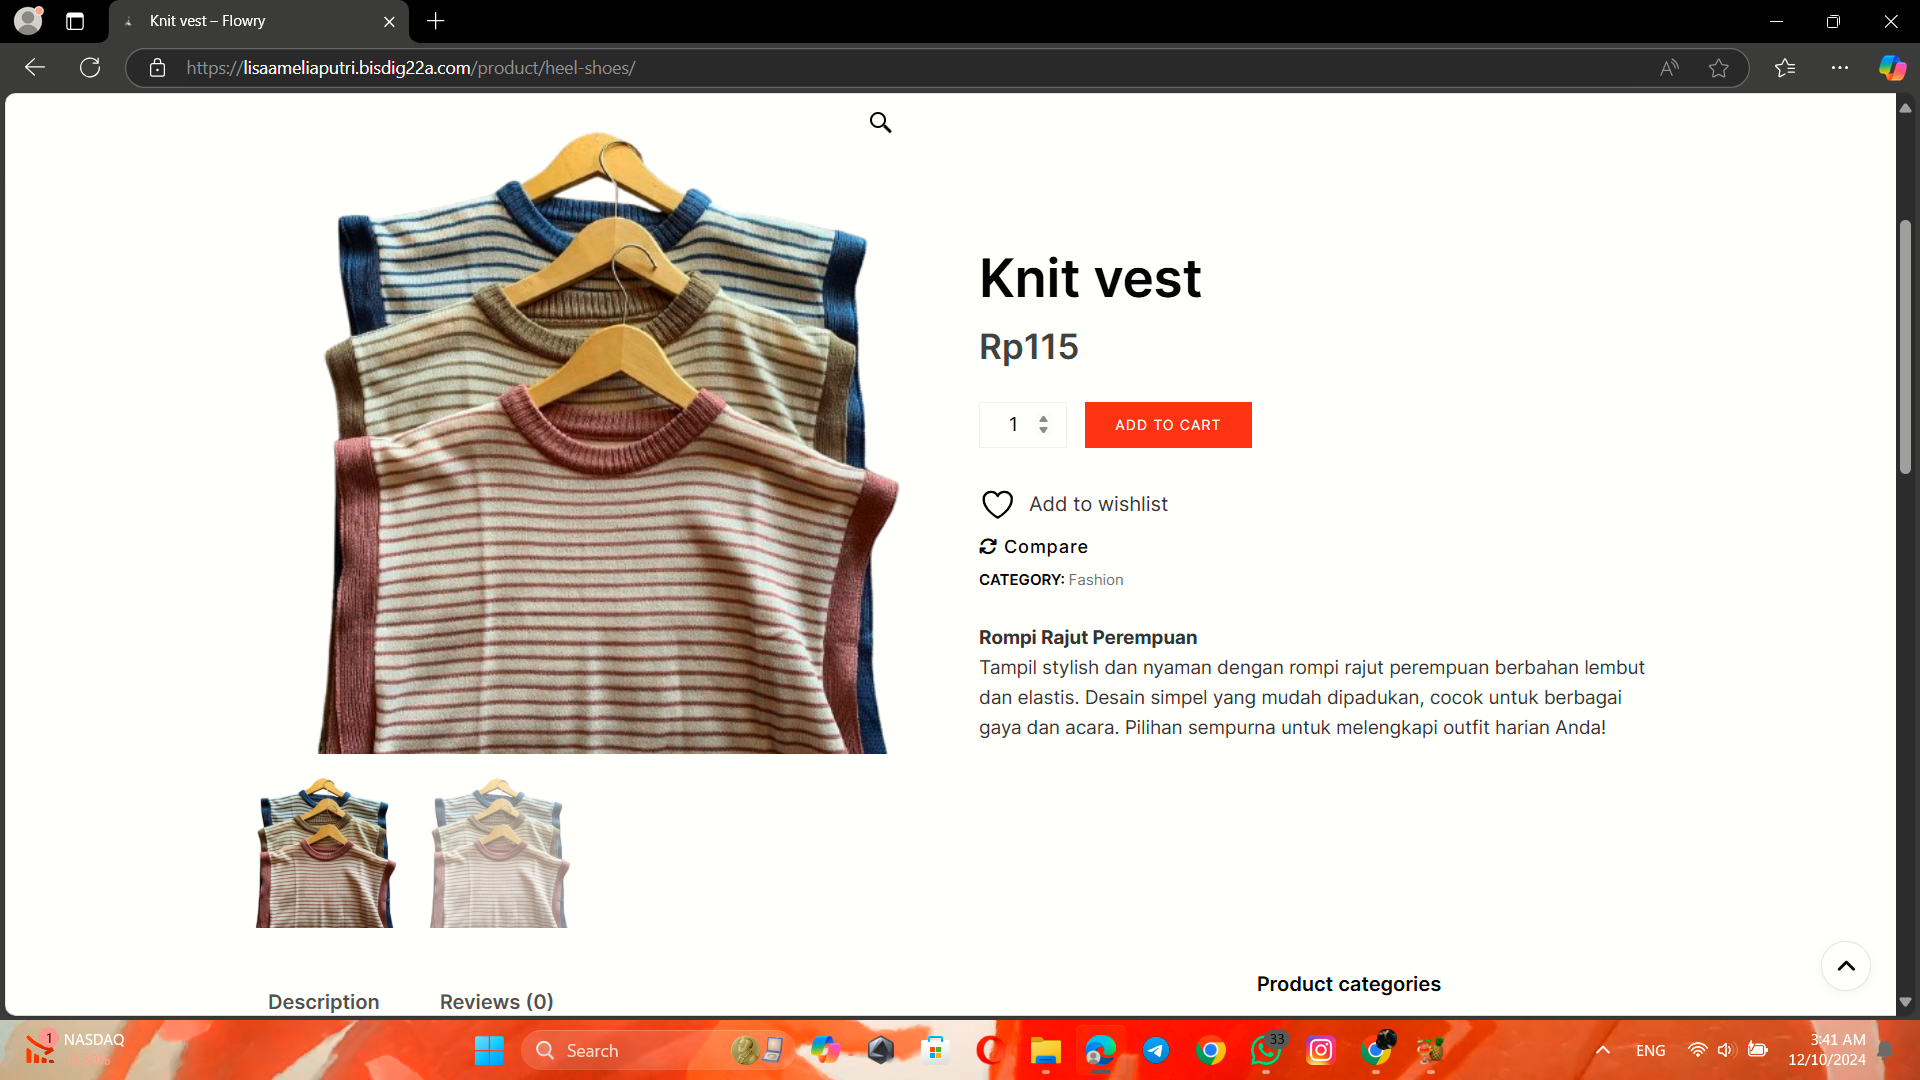 Knit vest – Flowry
https://lisaameliaputri.bisdig22a.com/product/heel-shoes/
Knit vest
Rp115
1
ADD TO CART
Add to wishlist
Compare
CATEGORY: Fashion
Rompi Rajut Perempuan
Tampil stylish dan nyaman dengan rompi rajut perempuan berbahan lembut
dan elastis. Desain simpel yang mudah dipadukan, cocok untuk berbagai
gaya dan acara. Pilihan sempurna untuk melengkapi outfit harian Anda!
Product categories
Description
Reviews (0)
1
NASDAQ
Search
33
ENG
3:41 AM
12/10/2024